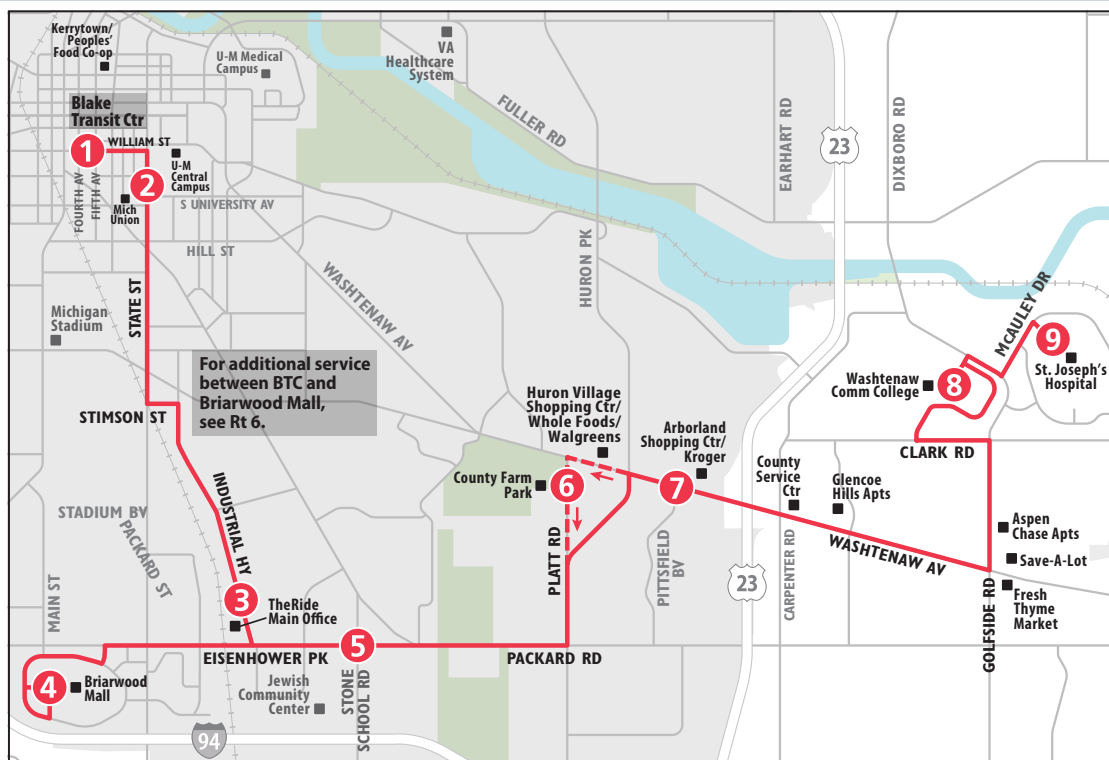 Kerrytown/
Peoples'
Food Co-op
U-M Medical
Campus
VA
Healthcare
System
FULLER RD
EARHART RD
23
DIXBORO RD
Blake
Transit Ctr
1
WILLIAM ST
2
U-M
Central
Campus
FOURTH AV
FIFTH AV
Mich
Union
S UNIVERSITY AV
HILL ST
HURON PK
WASHTENAW AV
STATE ST
Michigan
Stadium
McAULEY DR
9
St. Joseph's
Hospital
For additional service
between BTC and
Briarwood Mall,
see Rt 6.
Washtenaw
Comm College
8
STIMSON ST
Huron Village
Shopping Ctr/
Whole Foods/
Walgreens
Arborland
Shopping Ctr/
Kroger
CLARK RD
County Farm
Park
6
7
County
Service
Ctr
Glencoe
Hills Apts
STADIUM BV
PACKARD ST
INDUSTRIAL HY
PLATT RD
PITTSFIELD
BV
WASHTENAW AV
Aspen
Chase Apts
Save-A-Lot
Fresh
Thyme
Market
MAIN ST
3
TheRide
Main Office
23
CARPENTER RD
GOLFSIDE RD
5
EISENHOWER PK
PACKARD RD
4
Briarwood
Mall
Jewish
Community
Center
STONE
SCHOOL RD
94